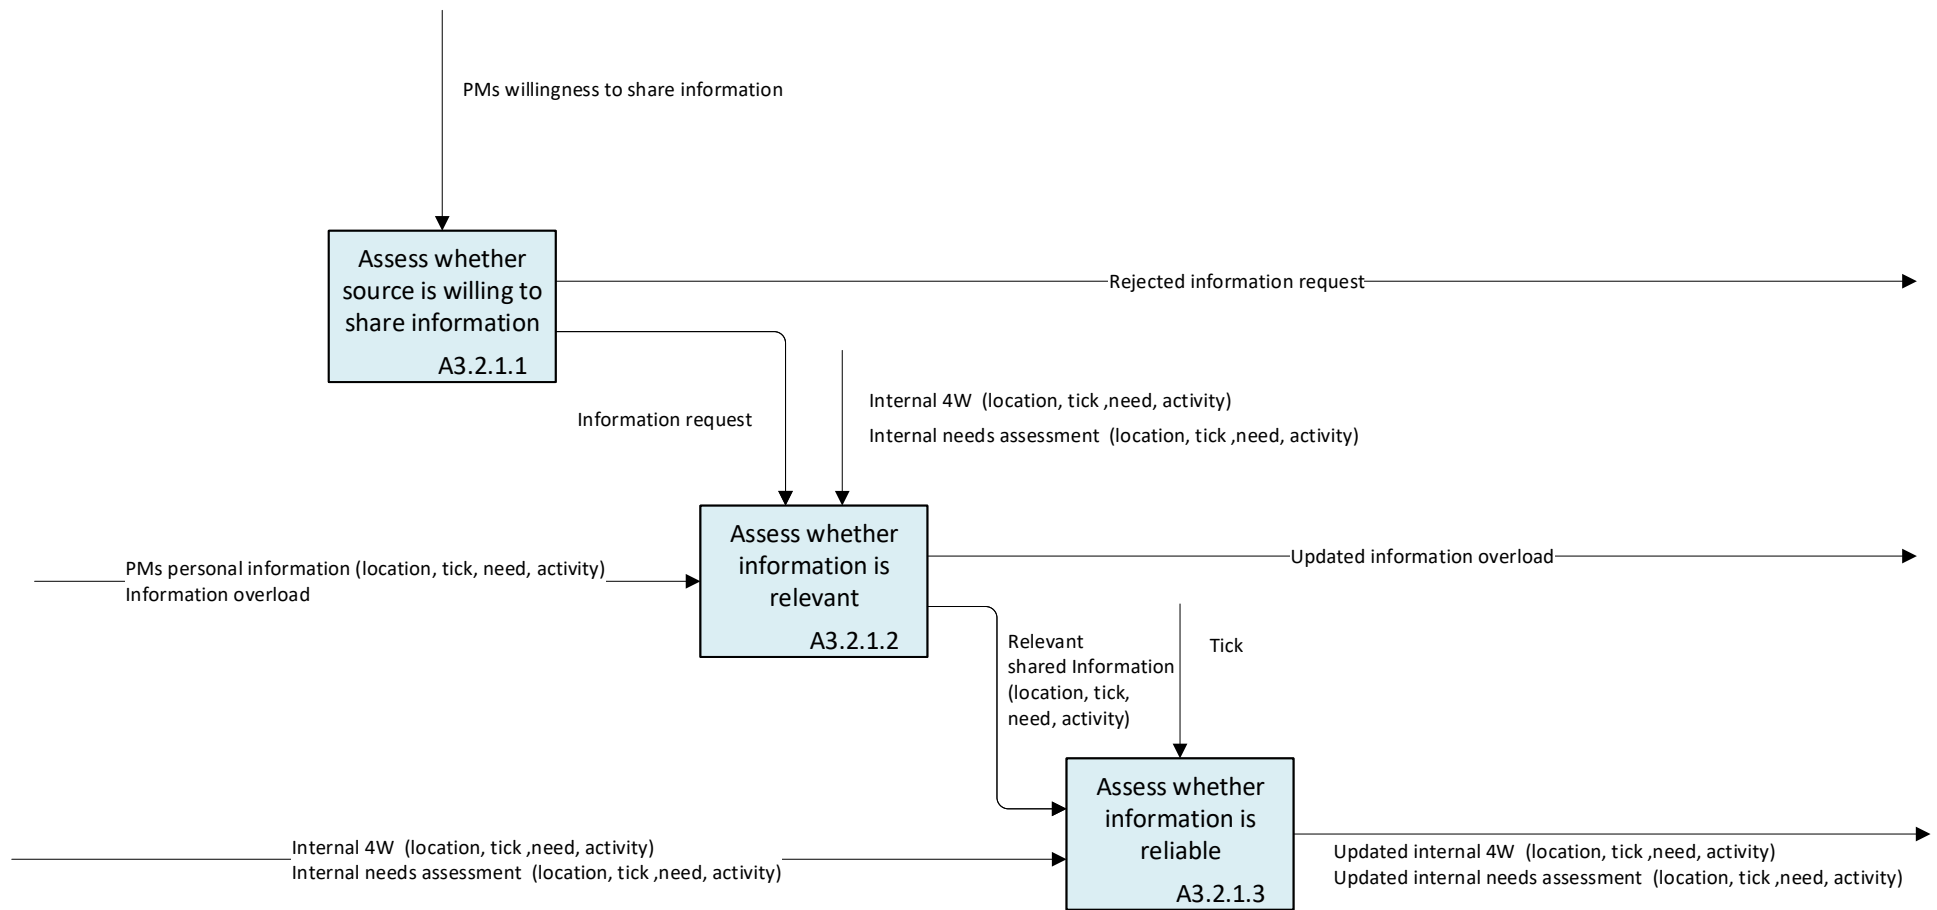 PMs willingness to share information
Assess whether
source is willing to
share information
A3.2.1.1
Rejected information request
Information request
Internal 4W  (location, tick ,need, activity)
Internal needs assessment  (location, tick ,need, activity)
Assess whether
information is
relevant
A3.2.1.2
PMs personal information (location, tick, need, activity)
Information overload
Updated information overload
Relevant
shared Information
(location, tick,
need, activity)
Tick
Assess whether
information is
reliable
A3.2.1.3
Internal 4W  (location, tick ,need, activity)
Internal needs assessment  (location, tick ,need, activity)
Updated internal 4W  (location, tick ,need, activity)
Updated internal needs assessment  (location, tick ,need, activity)